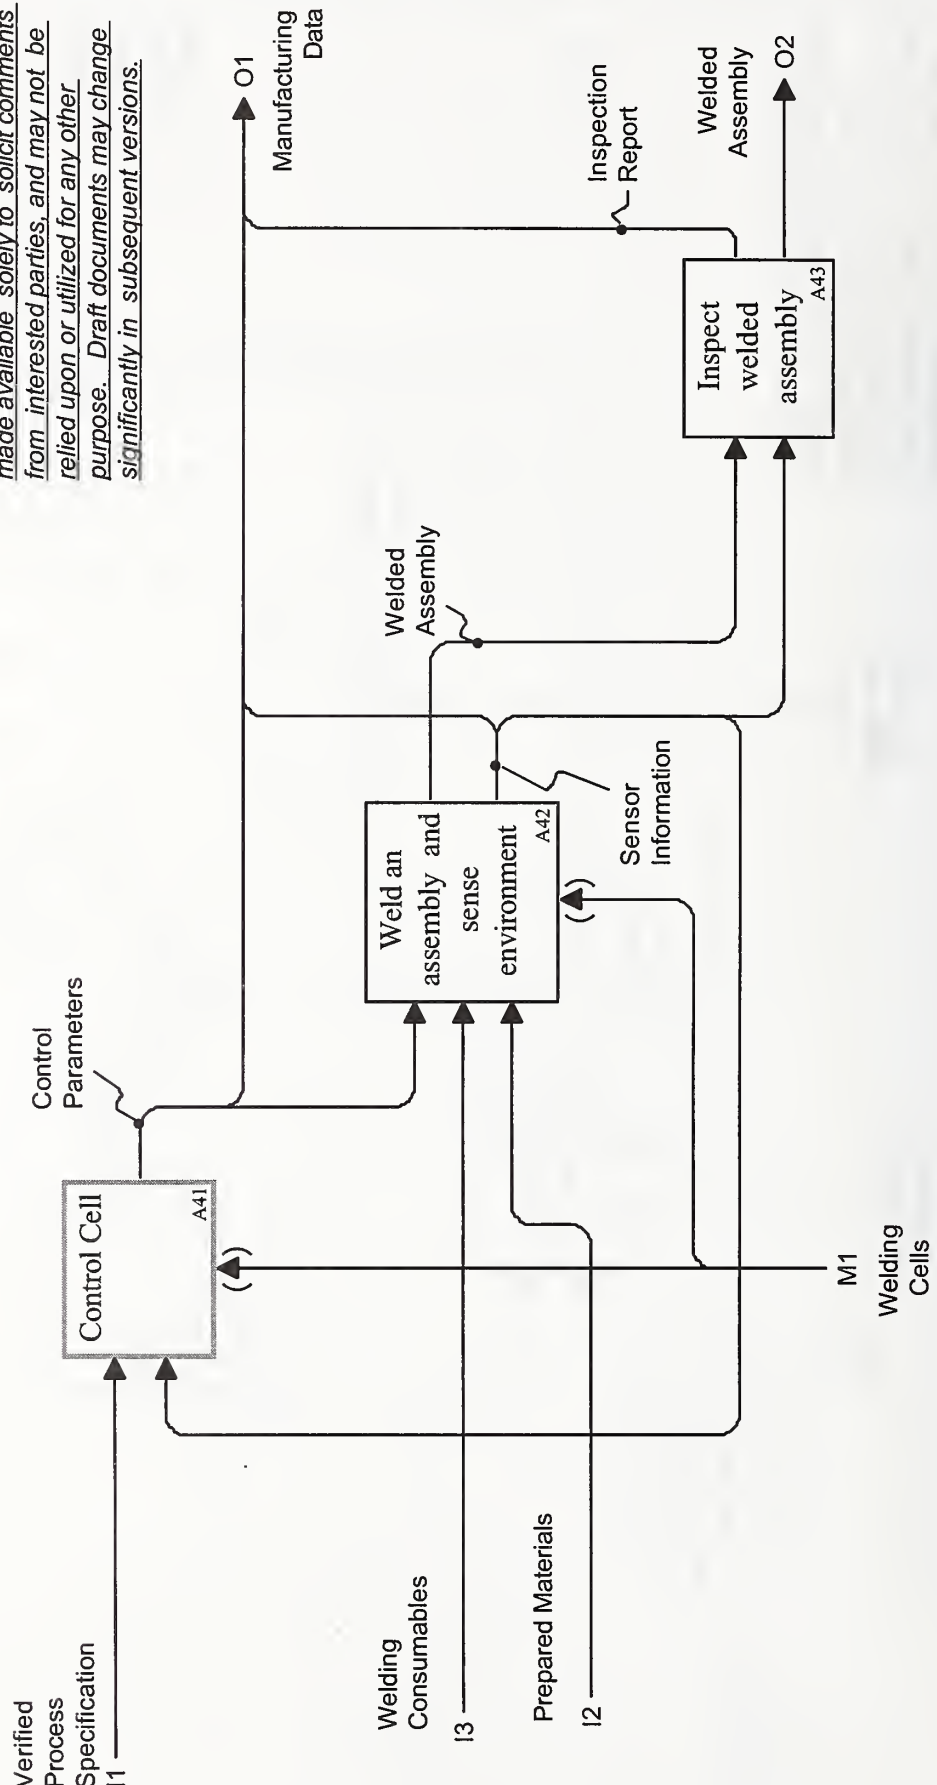 made available solely to solicit comments
from interested parties, and may not be
relied upon or utilized for any other
purpose. Draft documents may change
significantly in subsequent versions.
Verified
Process
Specification
I1
Control Cell
A41
Control
Parameters
O1
Manufacturing
Data
Welding
Consumables
I3
Prepared Materials
I2
Weld an
assembly and
sense
environment
A42
Welded
Assembly
Sensor
Information
Inspection
Report
Inspect
welded
assembly
A43
Welded
Assembly
O2
M1
Welding
Cells